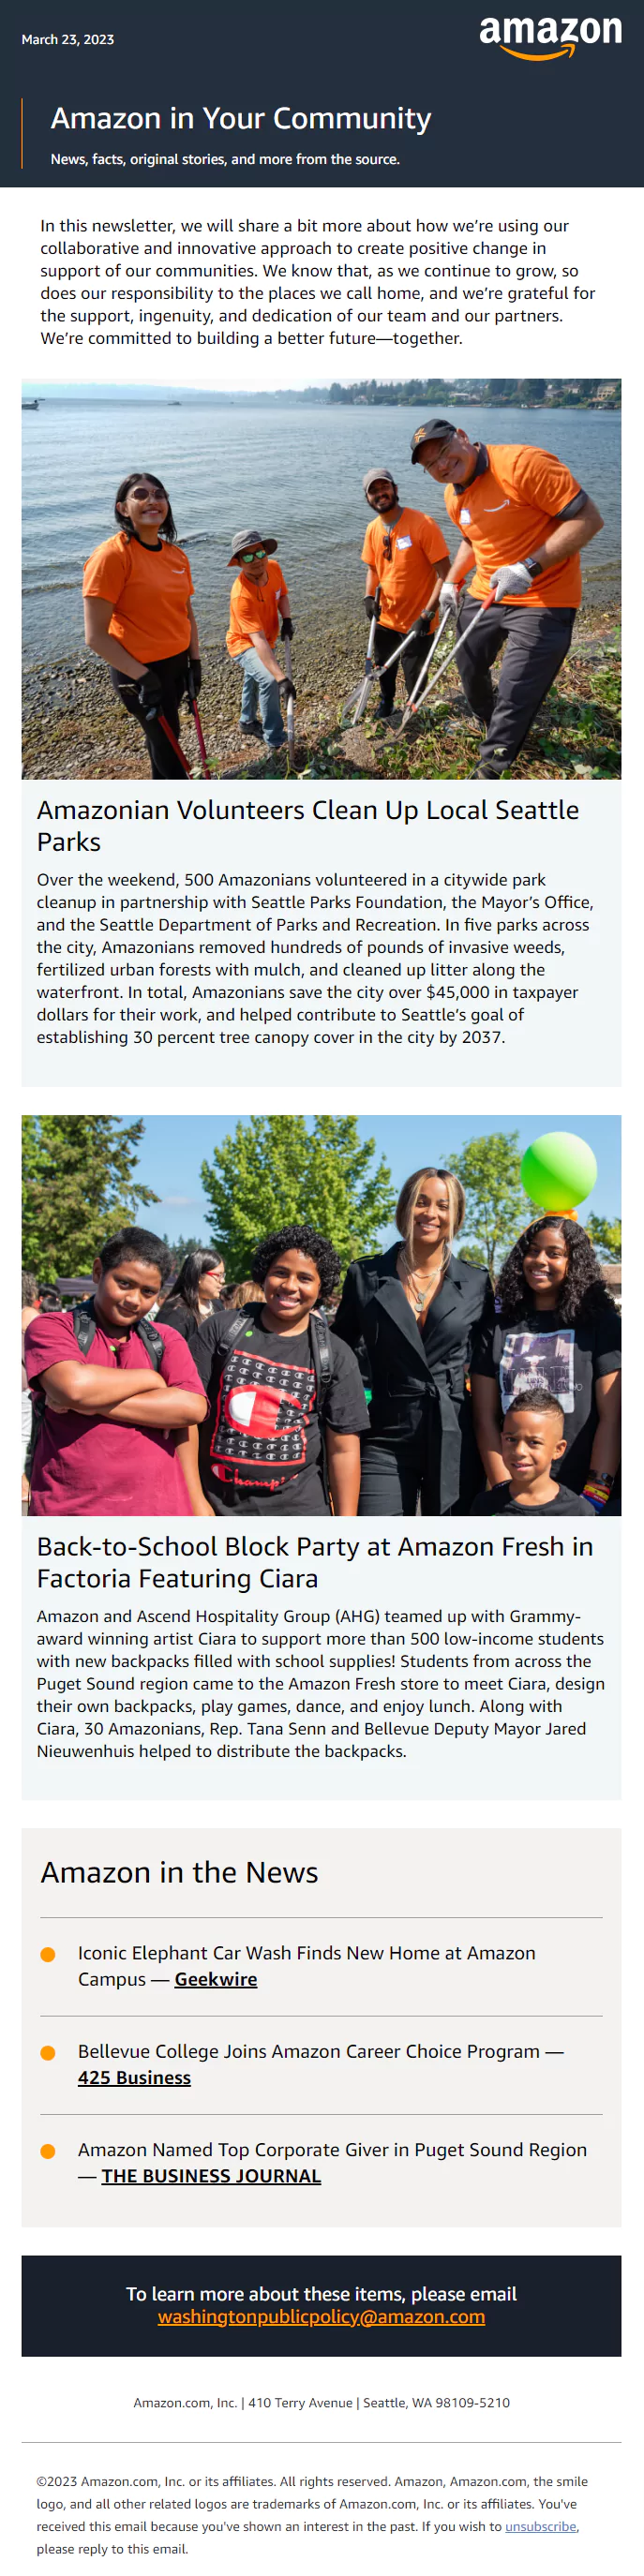 March 23, 2023
amazon
Amazon in Your Community
News, facts, original stories, and more from the source.
In this newsletter, we will share a bit more about how we’re using our
collaborative and innovative approach to create positive change in
support of our communities. We know that, as we continue to grow, so
does our responsibility to the places we call home, and we’re grateful for
the support, ingenuity, and dedication of our team and our partners.
We’re committed to building a better future—together.
Amazonian Volunteers Clean Up Local Seattle
Parks
Over the weekend, 500 Amazonians volunteered in a citywide park
cleanup in partnership with Seattle Parks Foundation, the Mayor’s Office,
and the Seattle Department of Parks and Recreation. In five parks across
the city, Amazonians removed hundreds of pounds of invasive weeds,
fertilized urban forests with mulch, and cleaned up litter along the
waterfront. In total, Amazonians save the city over $45,000 in taxpayer
dollars for their work, and helped contribute to Seattle’s goal of
establishing 30 percent tree canopy cover in the city by 2037.
Champ
Back-to-School Block Party at Amazon Fresh in
Factoria Featuring Ciara
Amazon and Ascend Hospitality Group (AHG) teamed up with Grammy-
award winning artist Ciara to support more than 500 low-income students
with new backpacks filled with school supplies! Students from across the
Puget Sound region came to the Amazon Fresh store to meet Ciara, design
their own backpacks, play games, dance, and enjoy lunch. Along with
Ciara, 30 Amazonians, Rep. Tana Senn and Bellevue Deputy Mayor Jared
Nieuwenhuis helped to distribute the backpacks.
Amazon in the News
Iconic Elephant Car Wash Finds New Home at Amazon
Campus — Geekwire
Bellevue College Joins Amazon Career Choice Program —
425 Business
Amazon Named Top Corporate Giver in Puget Sound Region
— THE BUSINESS JOURNAL
To learn more about these items, please email
washingtonpublicpolicy@amazon.com
Amazon.com, Inc. | 410 Terry Avenue | Seattle, WA 98109-5210
©2023 Amazon.com, Inc. or its affiliates. All rights reserved. Amazon, Amazon.com, the smile
logo, and all other related logos are trademarks of Amazon.com, Inc. or its affiliates. You've
received this email because you've shown an interest in the past. If you wish to unsubscribe,
please reply to this email.